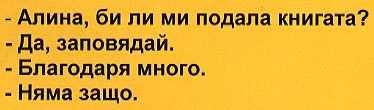 - Алина, би ли ми подала книгата?
- Да, заповядай.
- Благодаря много.
- Няма защо.